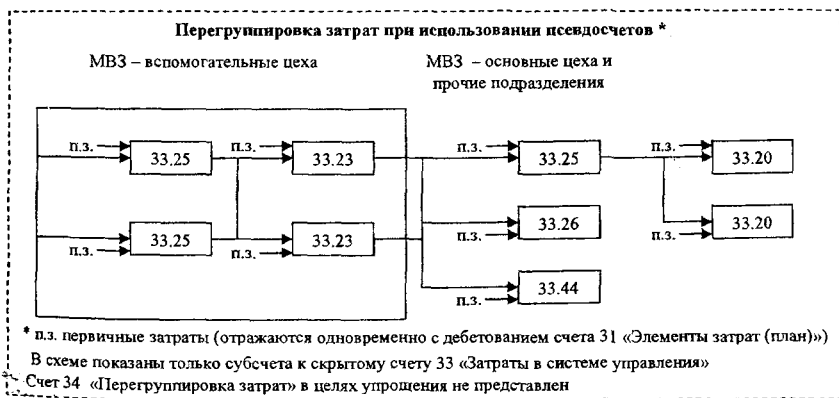 Перегруппировка затрат при использовании псевдосчетов *
МВЗ – вспомогательные цеха
МВЗ – основные цеха и
прочие подразделения
п.з. 33.25 п.з. 33.23 п.з. 33.25 п.з. 33.20
33.25 33.23 33.26 33.20
п.з. п.з. п.з. п.з.
33.44
п.з.
* п.з. первичные затраты (отражаются одновременно с дебетованием счета 31 «Элементы затрат (план)»)
В схеме показаны только субсчета к скрытому счету 33 «Затраты в системе управления»
Счет 34 «Перегруппировка затрат» в целях упрощения не представлен